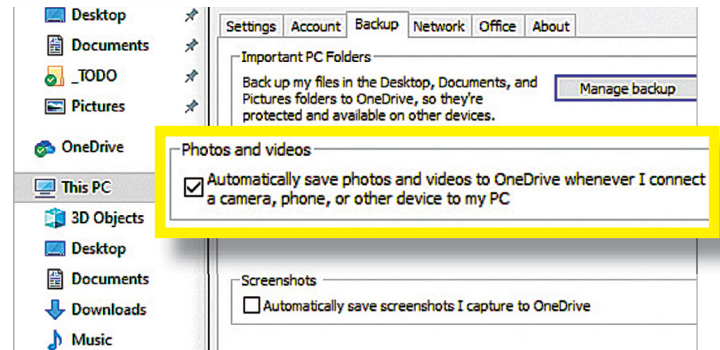 Desktop
Documents
_TODO
Pictures
OneDrive
This PC
3D Objects
Desktop
Documents
Downloads
Music
Settings Account Backup Network Office About
Important PC Folders
Back up my files in the Desktop, Documents, and
Pictures folders to OneDrive, so they're
protected and available on other devices.
Manage backup
Photos and videos
Automatically save photos and videos to OneDrive whenever I connect
a camera, phone, or other device to my PC
Screenshots
Automatically save screenshots I capture to OneDrive